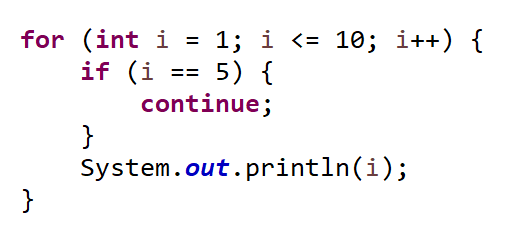 for (int i = 1; i <= 10; i++) {
    if (i == 5) {
        continue;
    }
    System.out.println(i);
}